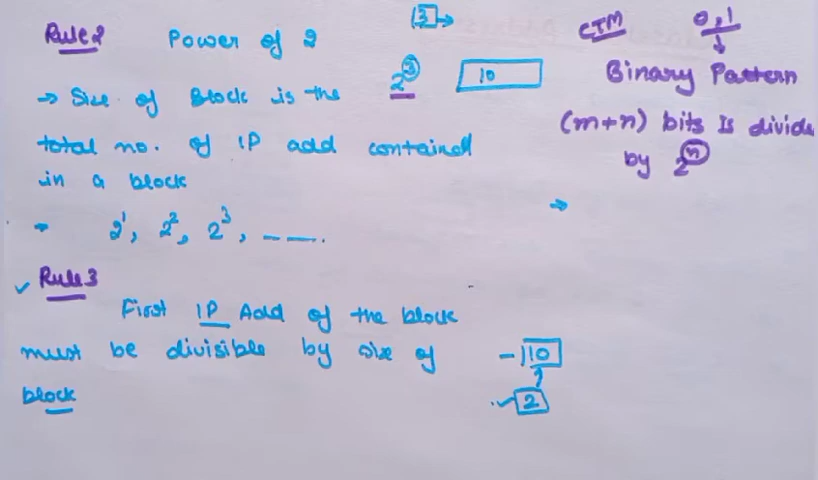 3
Rule2 Power of 2
→ Size of Block is the
total no. of IP add contained
in a block
→ 2¹, 2², 2³, ———.
Rule3
First IP Add of the block
must be divisible by size of
block
2³
10
CTM 0,1
Binary Pattern
(m+n) bits Is divide
by 2ⁿ
→
10
2